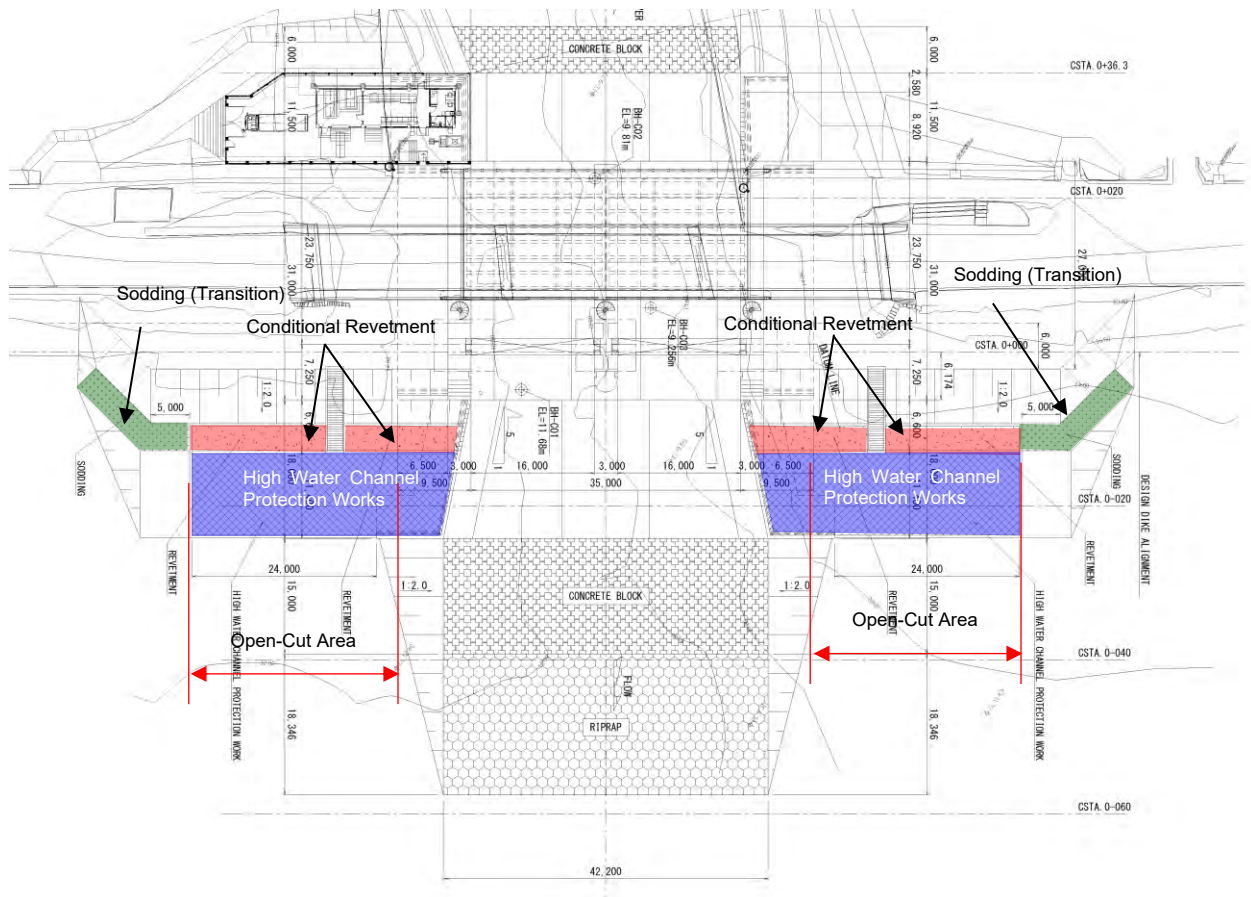 CONCRETE BLOCK
6,000
6,000
CSTA. 0+36.3
2,580
11,500
8,920
11,500
BH-C02
EL=9.81m
CSTA. 0+020
23,750
31,000
23,750
31,000
Sodding (Transition)
Sodding (Transition)
Conditional Revetment
Conditional Revetment
BH-C03
EL=9.256m
CSTA. 0+000
6,000
DATUM LINE
7,250
7,250
6,174
1:2.0
1:2.0
5,000
5,000
BH-C01
EL=11.68m
5
1
5
1
6,600
6,500
3,000
16,000
3,000
16,000
3,000
6,500
9,500
35,000
9,500
High Water Channel
Protection Works
High Water Channel
Protection Works
SODDING
SODDING
CSTA. 0-020
DESIGN DIKE ALIGNMENT
REVETMENT
REVETMENT
24,000
24,000
1:2.0
1:2.0
15,000
15,000
CONCRETE BLOCK
REVETMENT
REVETMENT
HIGH WATER CHANNEL PROTECTION WORK
HIGH WATER CHANNEL PROTECTION WORK
Open-Cut Area
Open-Cut Area
CSTA. 0-040
FLOW
RIPRAP
18,346
18,346
CSTA. 0-060
42,200